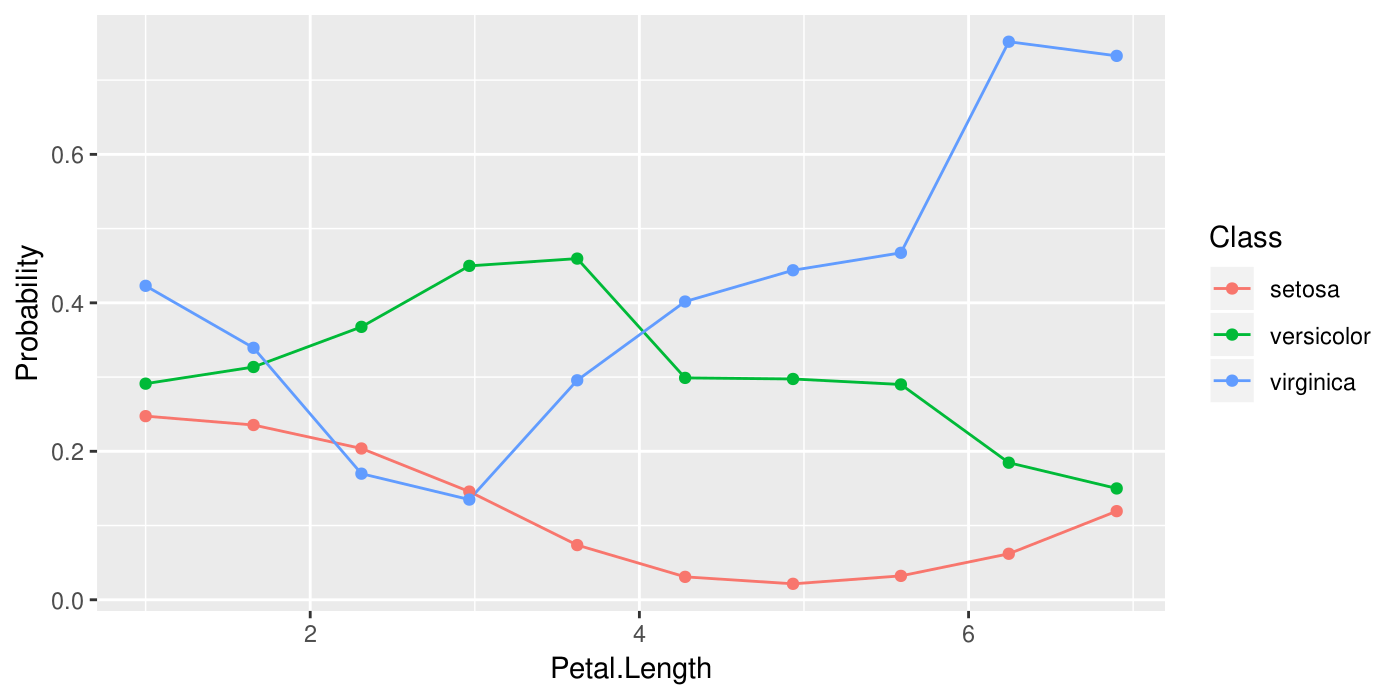 Probability
0.6
0.4
0.2
0.0
2 4 6
Petal.Length
Class
setosa
versicolor
virginica